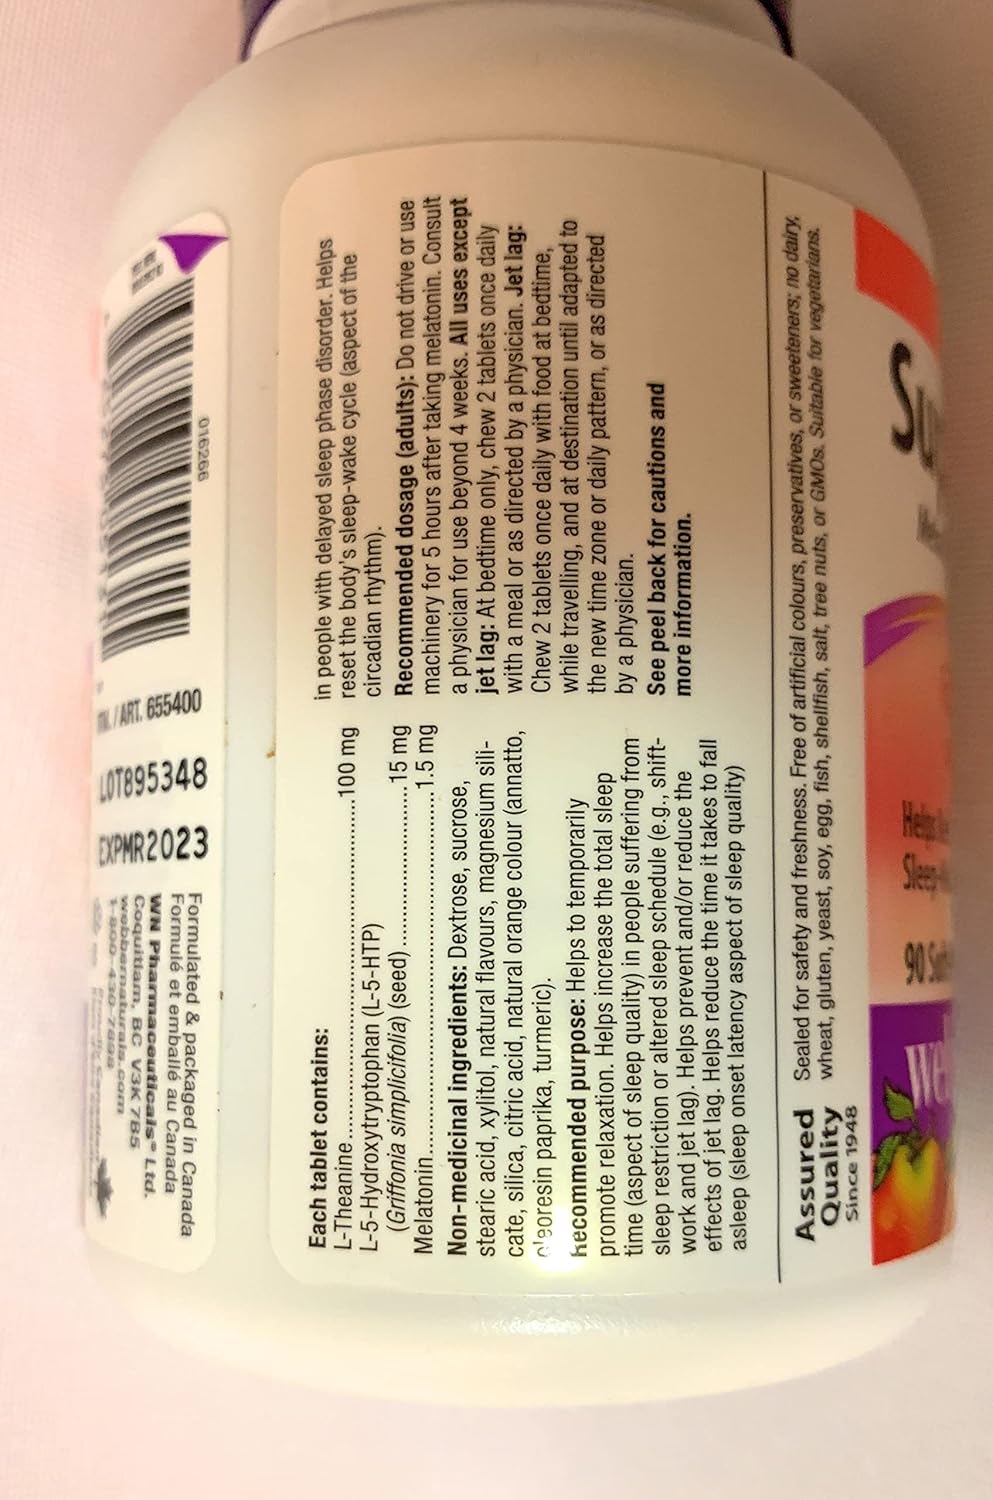 016266
ITM. / ART. 655400
LOT895348
EXPMR2023
Formulated & packaged in Canada
Formulé et emballé au Canada
WN Pharmaceuticals® Ltd.
Coquitlam, BC V3K 7B5
webbernaturals.com
1-800-430-7898
Each tablet contains:
L-Theanine....................................................100 mg
L-5-Hydroxytryptophan (L-5-HTP)
(Griffonia simplicifolia) (seed)......................15 mg
Melatonin.....................................................1.5 mg
Non-medicinal ingredients: Dextrose, sucrose,
stearic acid, xylitol, natural flavours, magnesium sili-
cate, silica, citric acid, natural orange colour (annatto,
oleoresin paprika, turmeric).
Recommended purpose: Helps to temporarily
promote relaxation. Helps increase the total sleep
time (aspect of sleep quality) in people suffering from
sleep restriction or altered sleep schedule (e.g., shift-
work and jet lag). Helps prevent and/or reduce the
effects of jet lag. Helps reduce the time it takes to fall
asleep (sleep onset latency aspect of sleep quality)
in people with delayed sleep phase disorder. Helps
reset the body's sleep-wake cycle (aspect of the
circadian rhythm).
Recommended dosage (adults): Do not drive or use
machinery for 5 hours after taking melatonin. Consult
a physician for use beyond 4 weeks. All uses except
jet lag: At bedtime only, chew 2 tablets once daily
with a meal or as directed by a physician. Jet lag:
Chew 2 tablets once daily with food at bedtime,
while travelling, and at destination until adapted to
the new time zone or daily pattern, or as directed
by a physician.
See peel back for cautions and
more information.
Assured
Quality
Since 1948
Sealed for safety and freshness. Free of artificial colours, preservatives, or sweeteners; no dairy,
wheat, gluten, yeast, soy, egg, fish, shellfish, salt, tree nuts, or GMOs. Suitable for vegetarians.
90